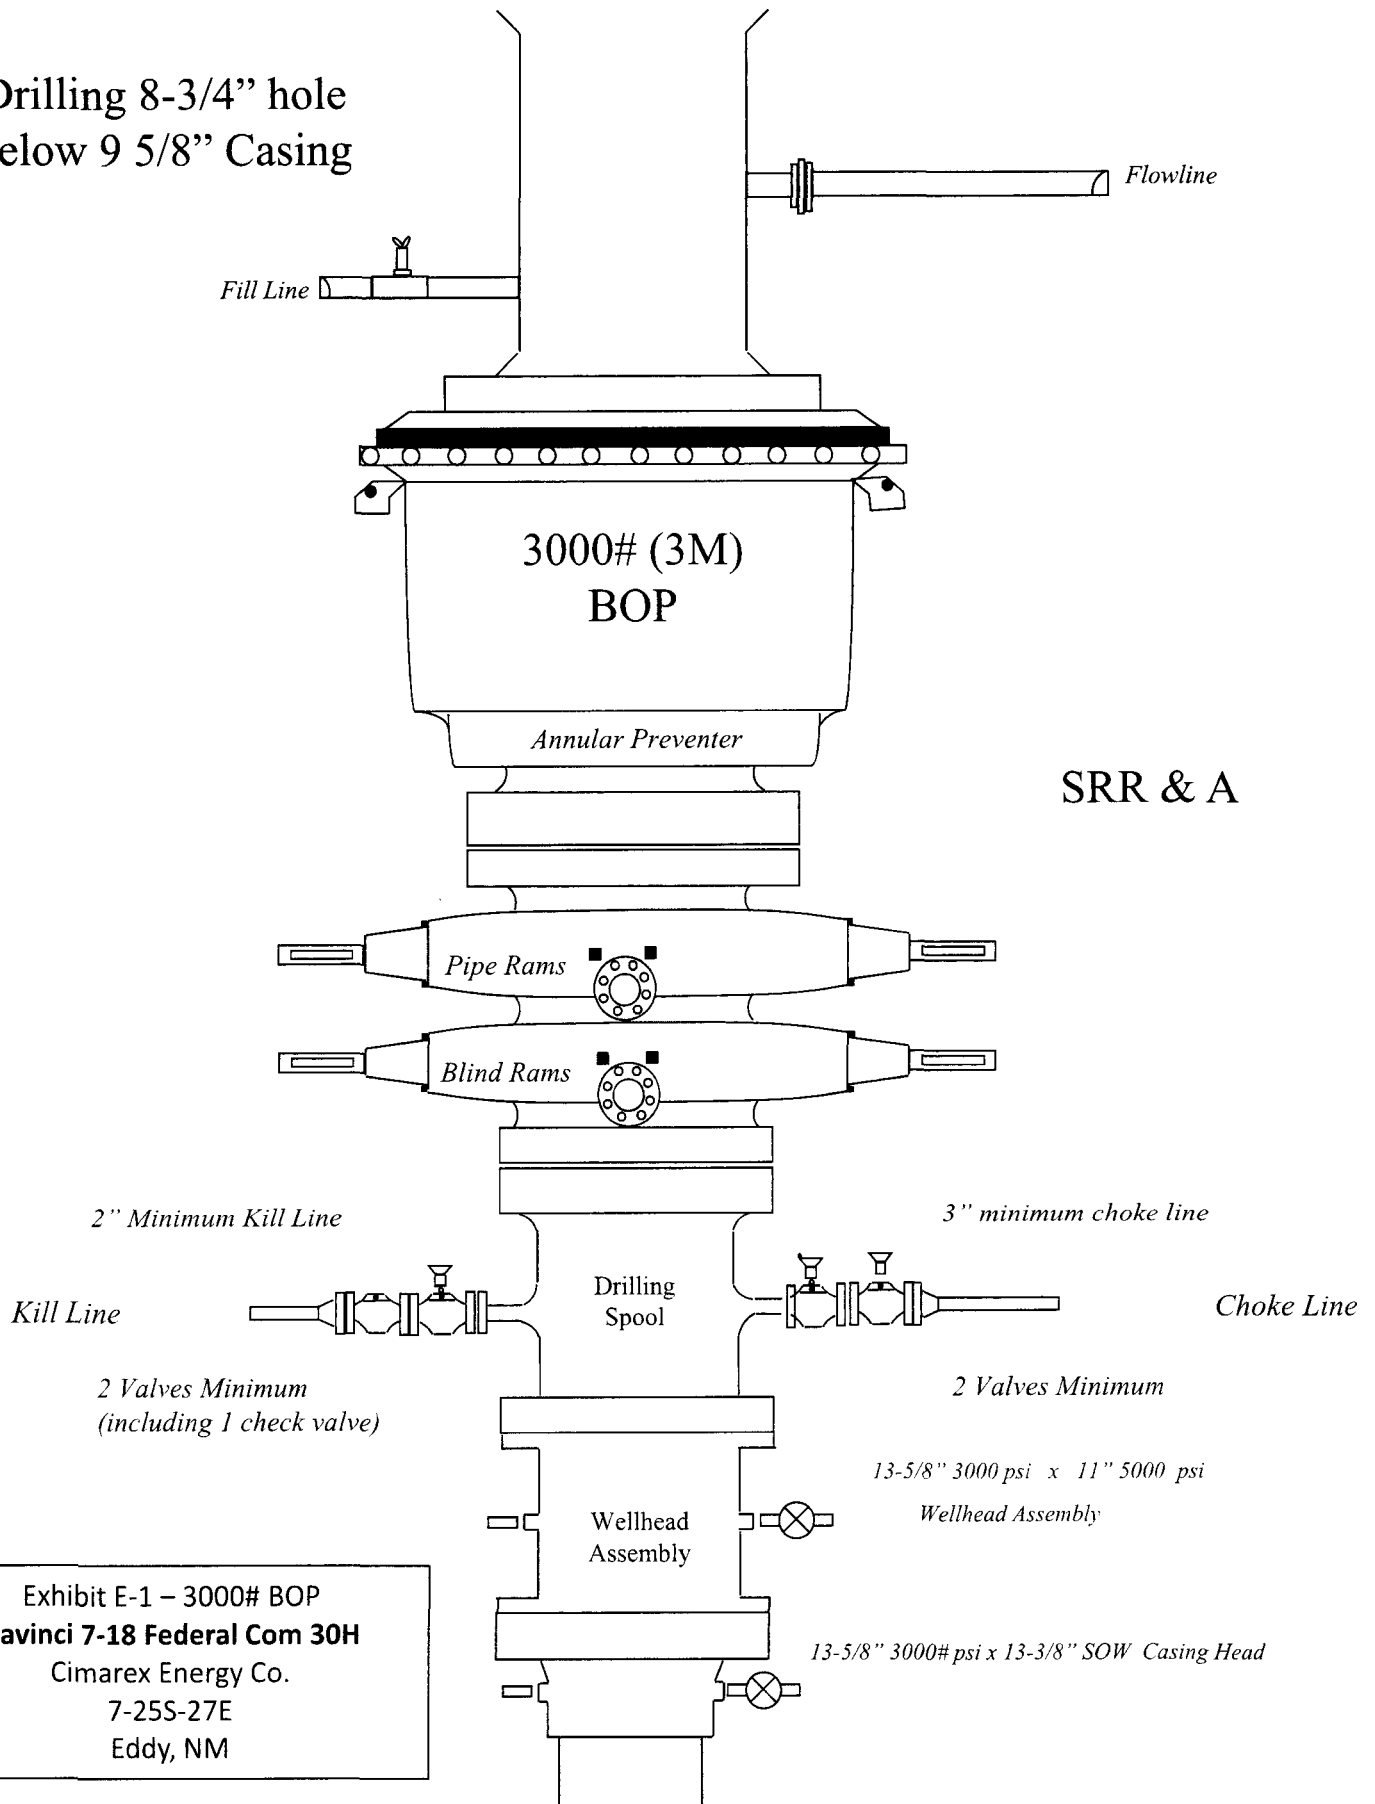 Drilling 8-3/4” hole
elow 9 5/8” Casing
Flowline
Fill Line
3000# (3M)
BOP
Annular Preventer
SRR & A
Pipe Rams
Blind Rams
2” Minimum Kill Line
3” minimum choke line
Drilling
Spool
Kill Line
Choke Line
2 Valves Minimum
(including 1 check valve)
2 Valves Minimum
13-5/8” 3000 psi x 11” 5000 psi
Wellhead Assembly
Wellhead
Assembly
Exhibit E-1 – 3000# BOP
avinci 7-18 Federal Com 30H
Cimarex Energy Co.
7-25S-27E
Eddy, NM
13-5/8” 3000# psi x 13-3/8” SOW Casing Head